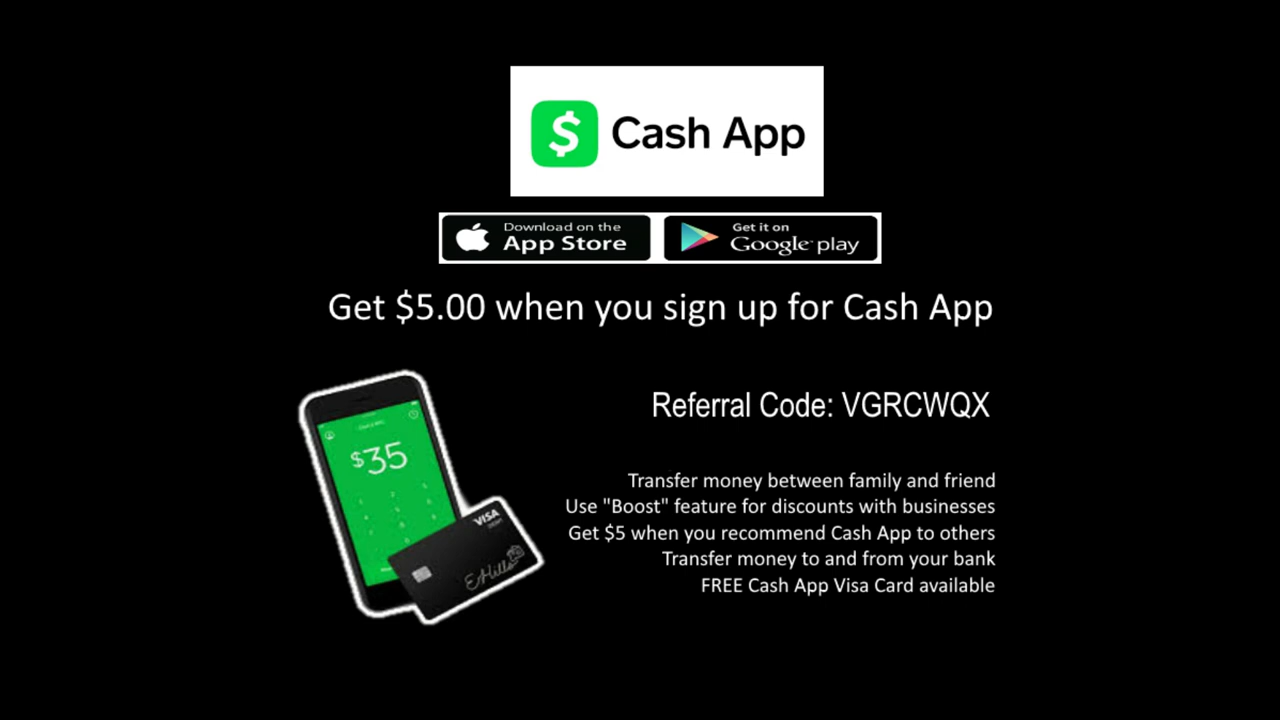 $ Cash App
Download on the
App Store
Get it on
Google play
Get $5.00 when you sign up for Cash App
Referral Code: VGRCWQX
$35
VISA
DEBIT
Transfer money between family and friend
Use "Boost" feature for discounts with businesses
Get $5 when you recommend Cash App to others
Transfer money to and from your bank
FREE Cash App Visa Card available